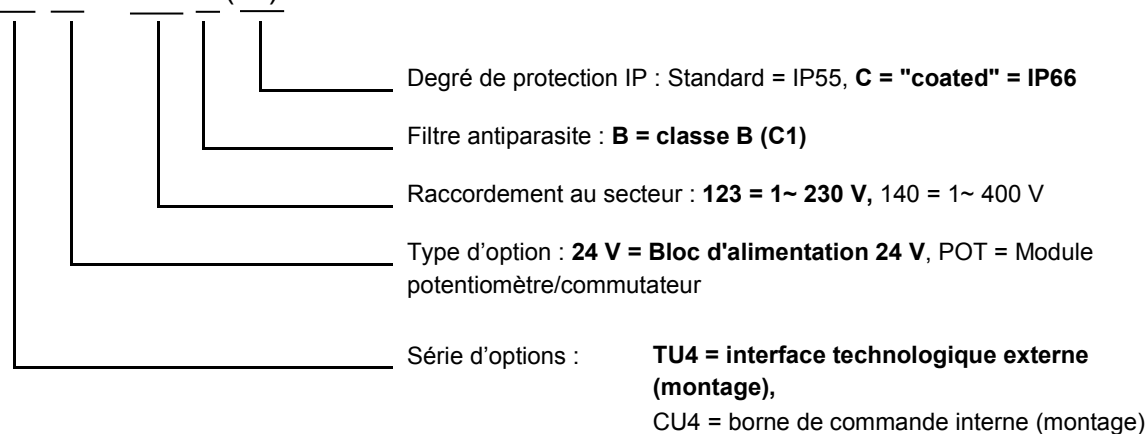 Degré de protection IP : Standard = IP55, C = "coated" = IP66
Filtre antiparasite : B = classe B (C1)
Raccordement au secteur : 123 = 1~ 230 V, 140 = 1~ 400 V
Type d'option : 24 V = Bloc d'alimentation 24 V, POT = Module
potentiomètre/commutateur
Série d'options : TU4 = interface technologique externe
(montage),
CU4 = borne de commande interne (montage)